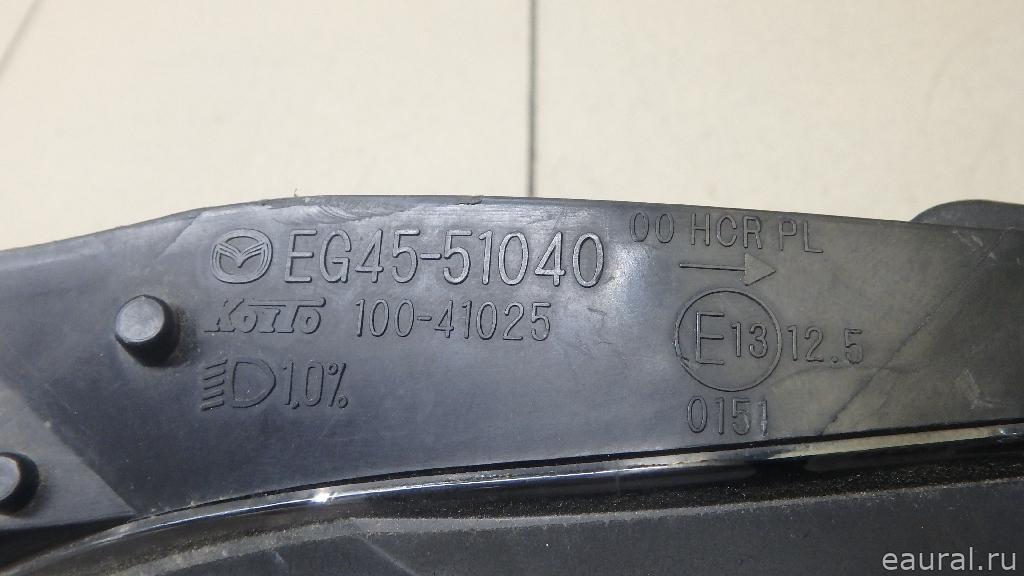 EG45-51040
KOITO 100-41025
1.0%
00 HCR PL
E13 12.5
0151
eaural.ru